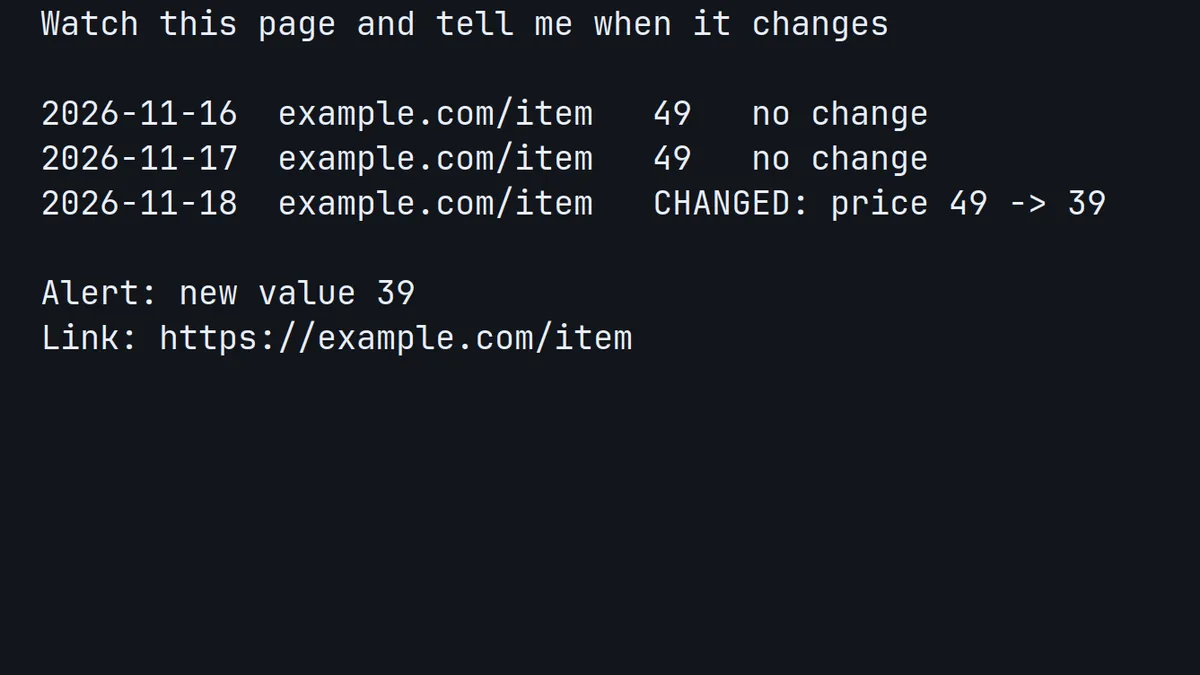 Watch this page and tell me when it changes
2026-11-16  example.com/item   49   no change
2026-11-17  example.com/item   49   no change
2026-11-18  example.com/item   CHANGED: price 49 -> 39
Alert: new value 39
Link: https://example.com/item